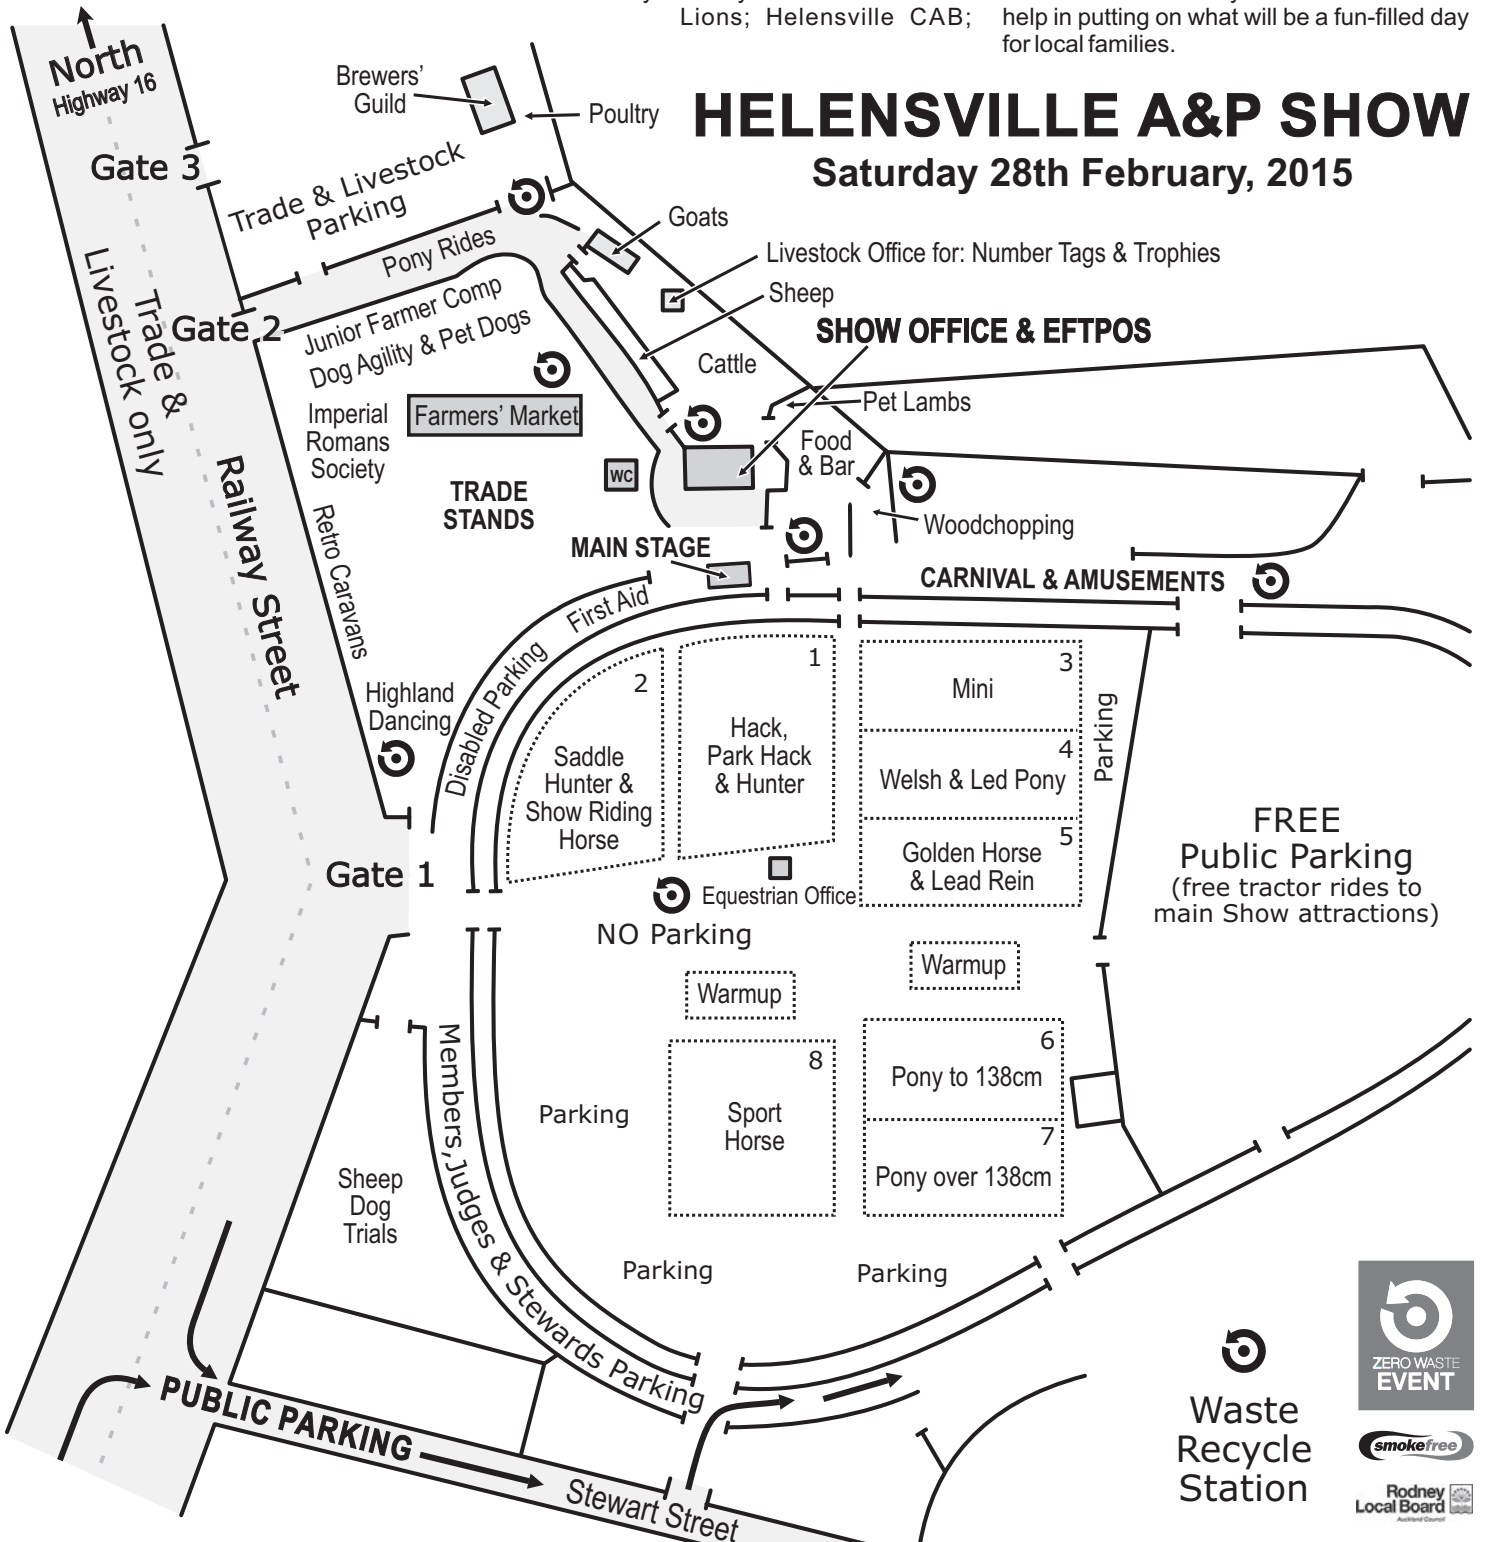 Lions; Helensville CAB;
help in putting on what will be a fun-filled day
for local families.
HELENSVILLE A&P SHOW
Saturday 28th February, 2015
North
Highway 16
Brewers'
Guild
Poultry
Gate 3
Trade & Livestock
Parking
Goats
Pony Rides
Livestock Office for: Number Tags & Trophies
Sheep
Trade &
Livestock only
Gate 2
Junior Farmer Comp
Dog Agility & Pet Dogs
SHOW OFFICE & EFTPOS
Cattle
Pet Lambs
Imperial
Romans
Society
Farmers' Market
Food
& Bar
WC
TRADE
STANDS
Woodchopping
Railway Street
Retro Caravans
MAIN STAGE
CARNIVAL & AMUSEMENTS
First Aid
Disabled Parking
Highland
Dancing
1
Hack,
Park Hack
& Hunter
2
Saddle
Hunter &
Show Riding
Horse
3
Mini
4
Welsh & Led Pony
5
Golden Horse
& Lead Rein
Parking
FREE
Public Parking
(free tractor rides to
main Show attractions)
Gate 1
Equestrian Office
NO Parking
Warmup
Warmup
6
Pony to 138cm
7
Pony over 138cm
8
Sport
Horse
Parking
Members, Judges & Stewards Parking
Sheep
Dog
Trials
Parking
Parking
PUBLIC PARKING
Stewart Street
Waste
Recycle
Station
ZERO WASTE
EVENT
smokefree
Rodney
Local Board
Auckland Council